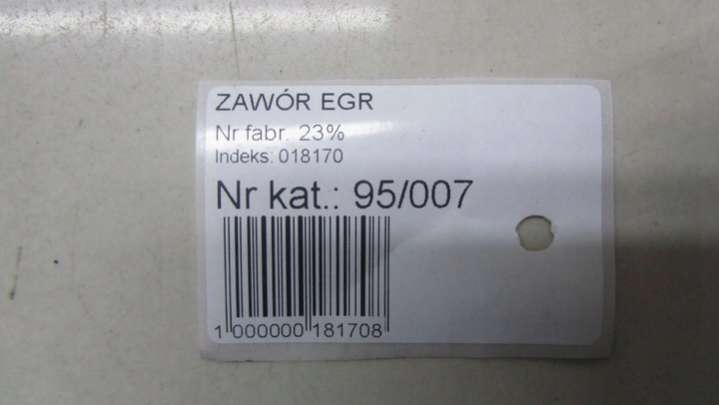 ZAWÓR EGR
Nr fabr. 23%
Indeks: 018170
Nr kat.: 95/007
1 000000 181708